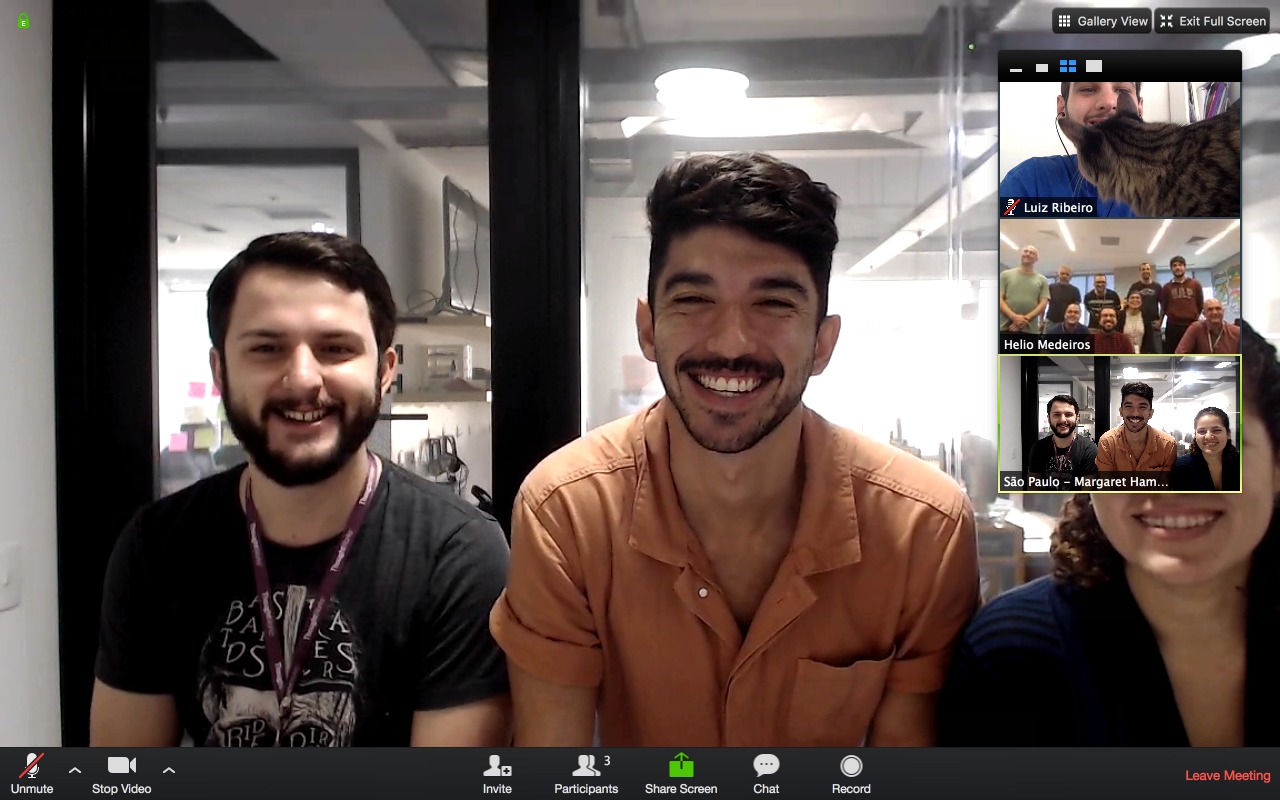 E
Gallery View
Exit Full Screen
Luiz Ribeiro
Helio Medeiros
GAP
São Paulo – Margaret Ham...
Unmute
Stop Video
Invite
Participants
3
Share Screen
Chat
Record
Leave Meeting